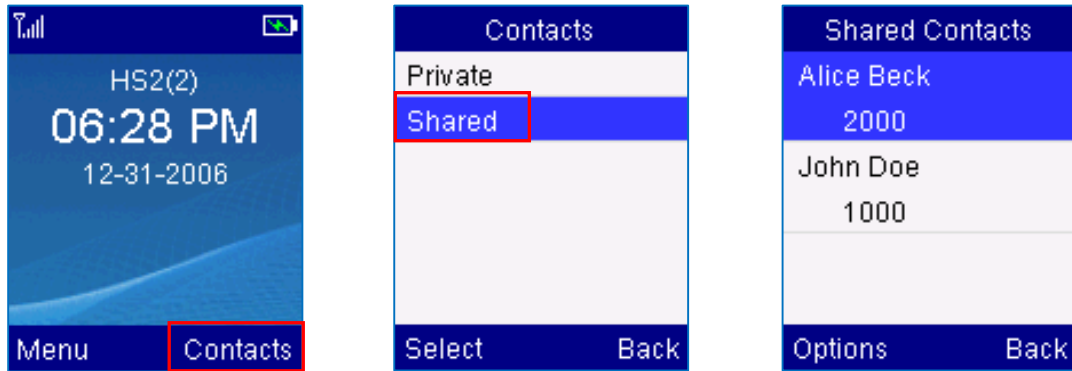 HS2(2)
06:28 PM
12-31-2006
Menu Contacts
Contacts
Private
Shared
Select Back
Shared Contacts
Alice Beck
2000
John Doe
1000
Options Back